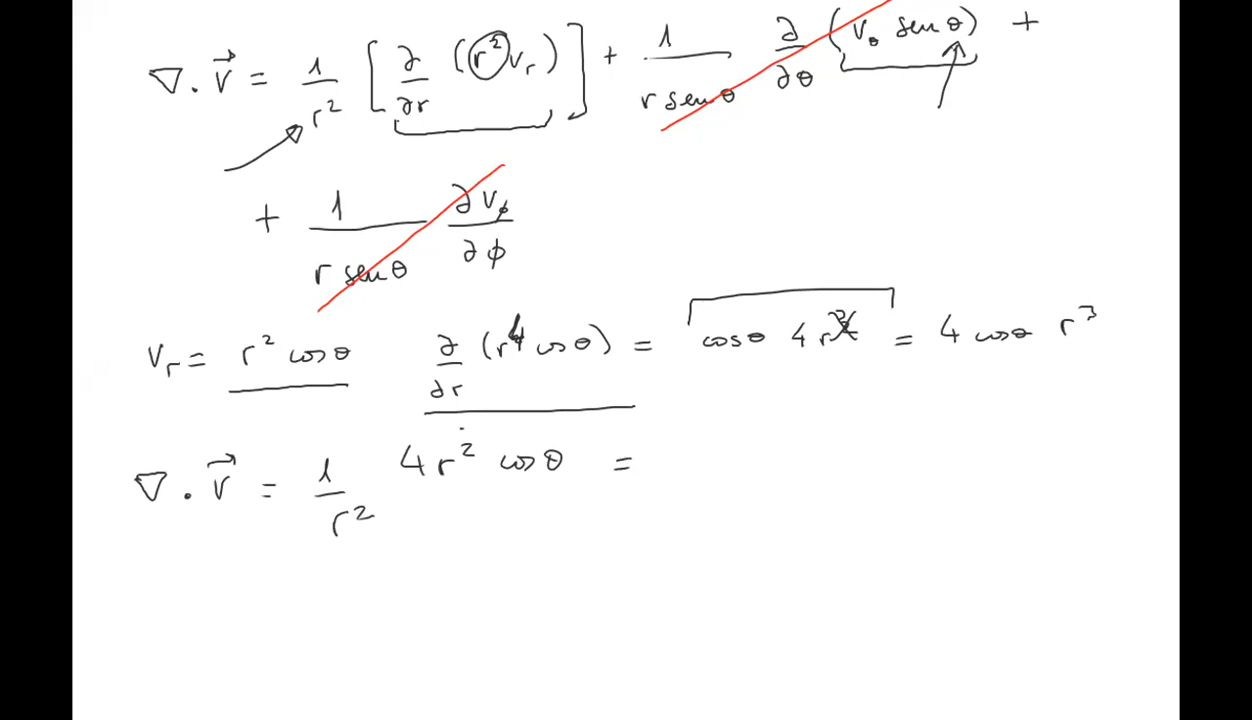 ∇ · v⃗ = 1/r² [∂/∂r (r² v_r)] + 1/(r sen θ) ∂/∂θ (v_θ sen θ) +
+ 1/(r sen θ) ∂v_ϕ/∂ϕ
v_r = r² cos θ ∂/∂r (r⁴ cos θ) = cos θ 4 r³ = 4 cos θ r³
∇ · v⃗ = 1/r² 4 r² cos θ =